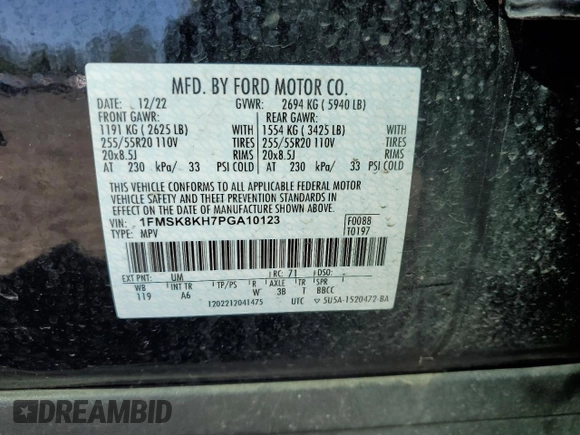 MFD. BY FORD MOTOR CO.
DATE: 12/22 GVWR: 2694 KG ( 5940 LB)
FRONT GAWR: REAR GAWR:
1191 KG ( 2625 LB) WITH 1554 KG ( 3425 LB) WITH
255/55R20 110V TIRES 255/55R20 110V TIRES
20x8.5J RIMS 20x8.5J RIMS
AT 230 kPa/ 33 PSI COLD AT 230 kPa/ 33 PSI COLD
THIS VEHICLE CONFORMS TO ALL APPLICABLE FEDERAL MOTOR
VEHICLE SAFETY AND THEFT PREVENTION STANDARDS IN
EFFECT ON THE DATE OF MANUFACTURE SHOWN ABOVE.
VIN: 1FMSK8KH7PGA10123 F0088
TYPE: MPV T0197
EXT PNT: UM RC: 71 DSO:
WB INT TR TP/PS R AXLE TR SPR
119 A6 W 3B T BBCC
1202212041475 UTC 5U5A-1520472-BA
DREAMBID